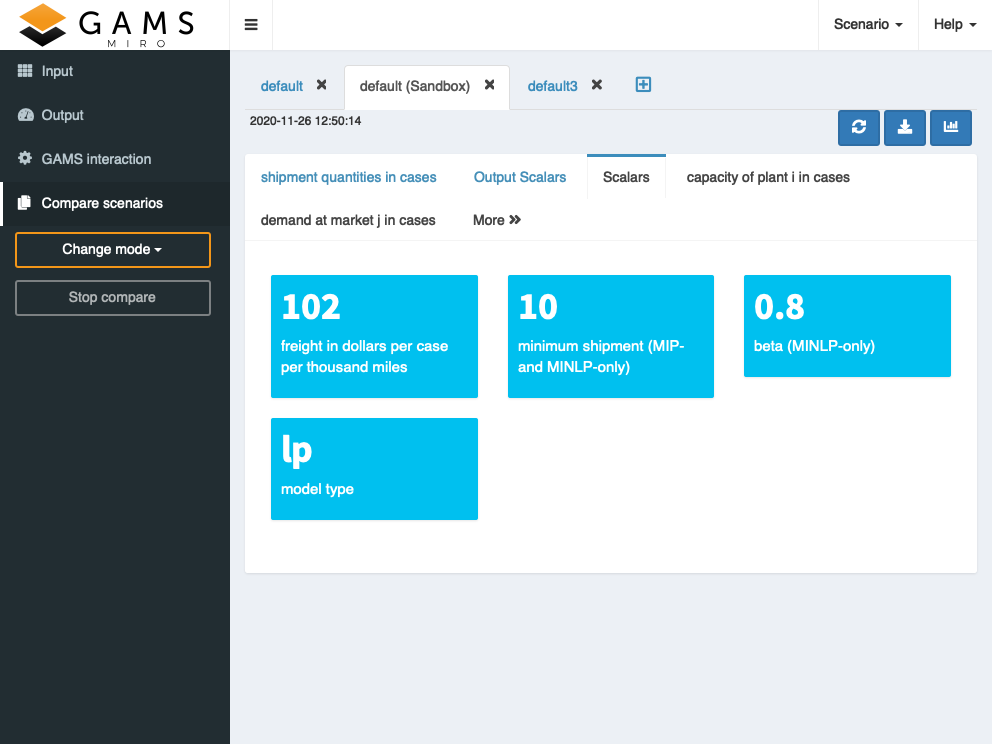 GAMS
MIRO
Scenario
Help
Input
Output
GAMS interaction
Compare scenarios
Change mode
Stop compare
default
default (Sandbox)
default3
2020-11-26 12:50:14
shipment quantities in cases
Output Scalars
Scalars
capacity of plant i in cases
demand at market j in cases
More
102
freight in dollars per case
per thousand miles
10
minimum shipment (MIP-
and MINLP-only)
0.8
beta (MINLP-only)
lp
model type